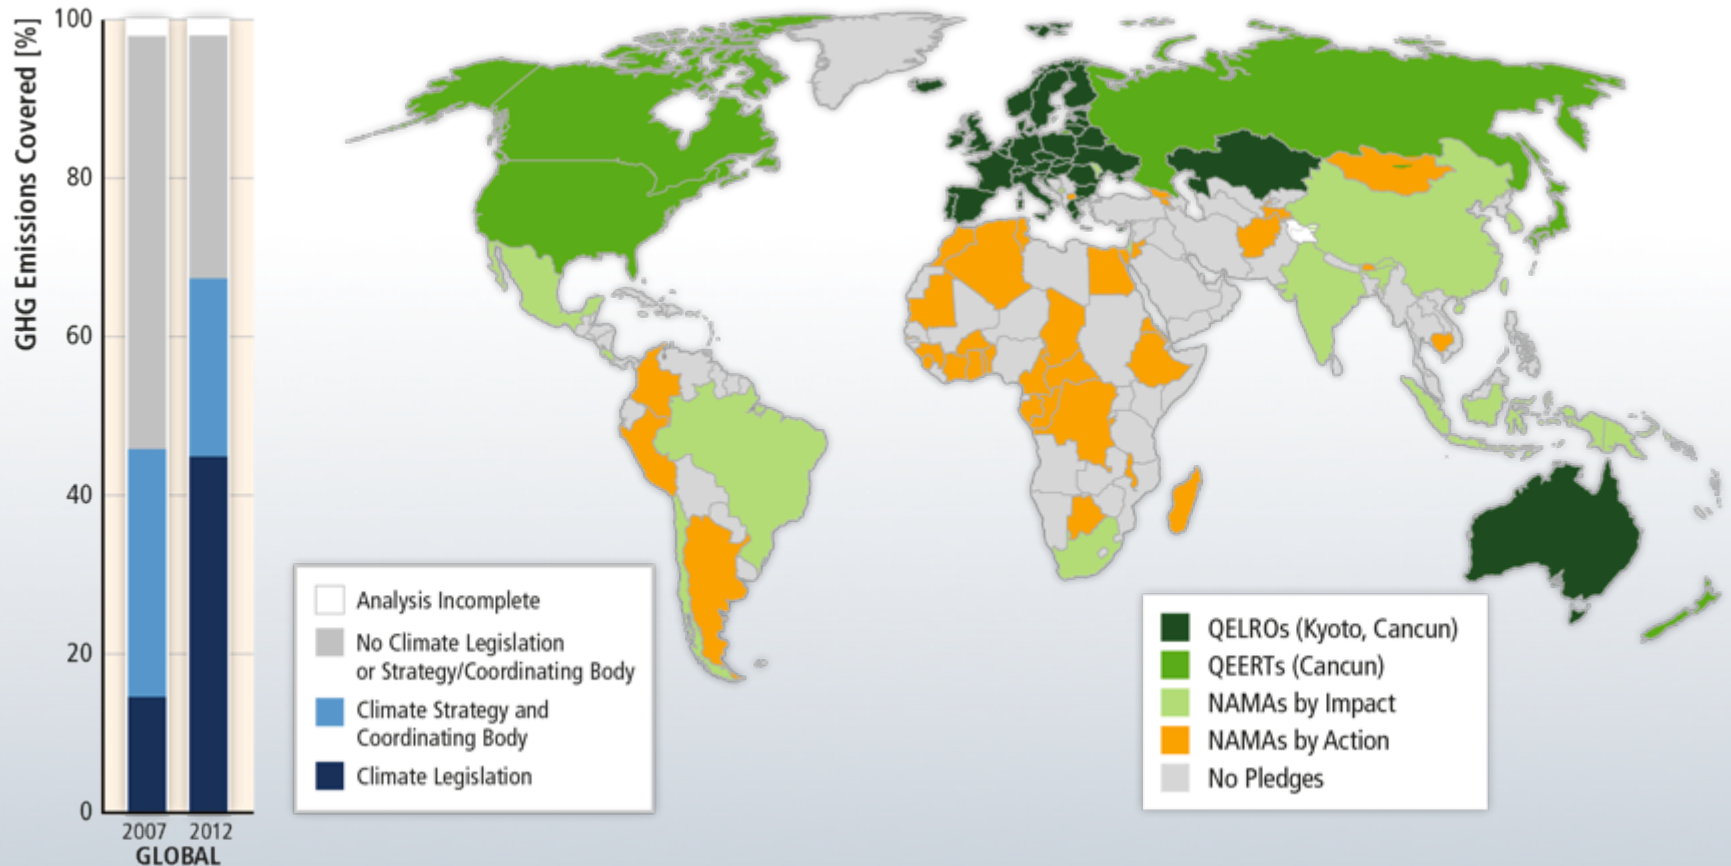 GHG Emissions Covered [%]
100
80
60
40
20
0
2007 2012
GLOBAL
Analysis Incomplete
No Climate Legislation
or Strategy/Coordinating Body
Climate Strategy and
Coordinating Body
Climate Legislation
QELROs (Kyoto, Cancun)
QEERTs (Cancun)
NAMAs by Impact
NAMAs by Action
No Pledges